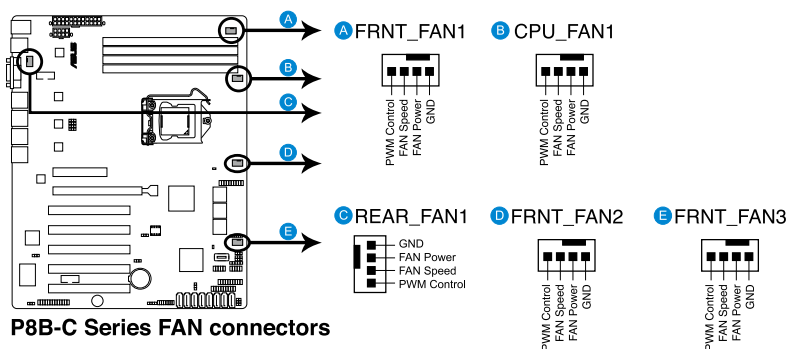 A
B
C
D
E
ASUS
A FRNT_FAN1
PWM Control
FAN Speed
FAN Power
GND
B CPU_FAN1
PWM Control
FAN Speed
FAN Power
GND
C REAR_FAN1
GND
FAN Power
FAN Speed
PWM Control
D FRNT_FAN2
PWM Control
FAN Speed
FAN Power
GND
E FRNT_FAN3
PWM Control
FAN Speed
FAN Power
GND
P8B-C Series FAN connectors